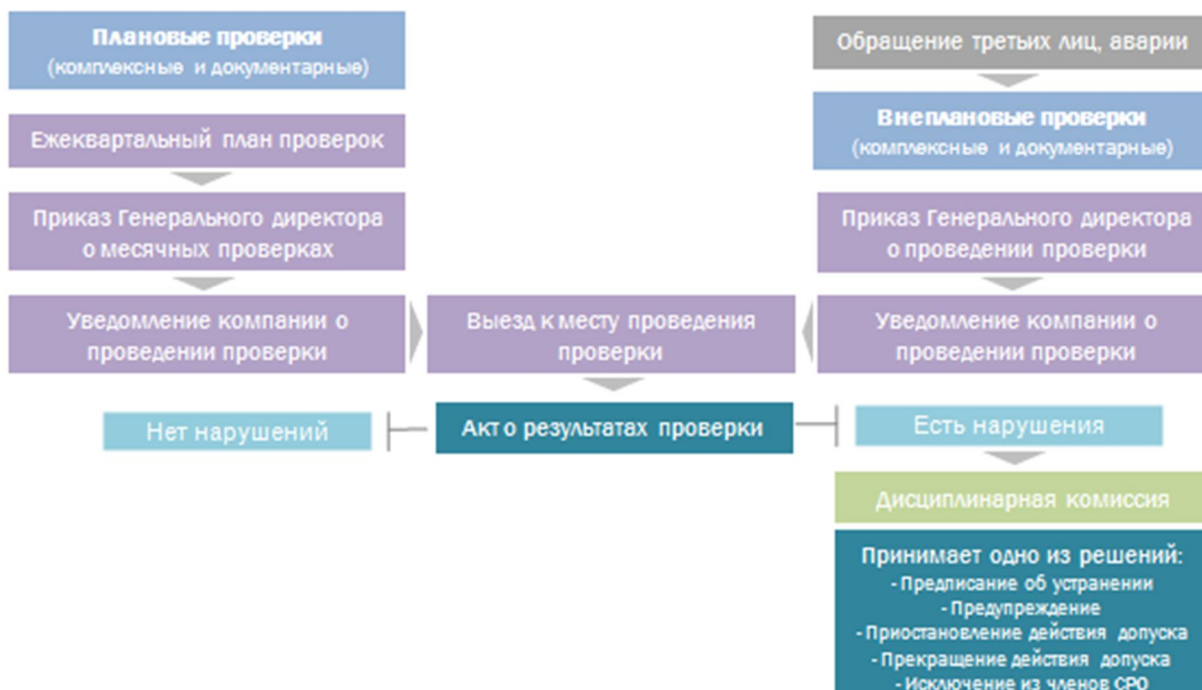 Плановые проверки
(комплексные и документарные)
Ежеквартальный план проверок
Приказ Генерального директора
о месячных проверках
Уведомление компании о
проведении проверки
Обращение третьих лиц, аварии
Внеплановые проверки
(комплексные и документарные)
Приказ Генерального директора
о проведении проверки
Уведомление компании о
проведении проверки
Выезд к месту проведения
проверки
Акт о результатах проверки
Нет нарушений
Есть нарушения
Дисциплинарная комиссия
Принимает одно из решений:
- Предписание об устранении
- Предупреждение
- Приостановление действия допуска
- Прекращение действия допуска
- Исключение из членов СРО